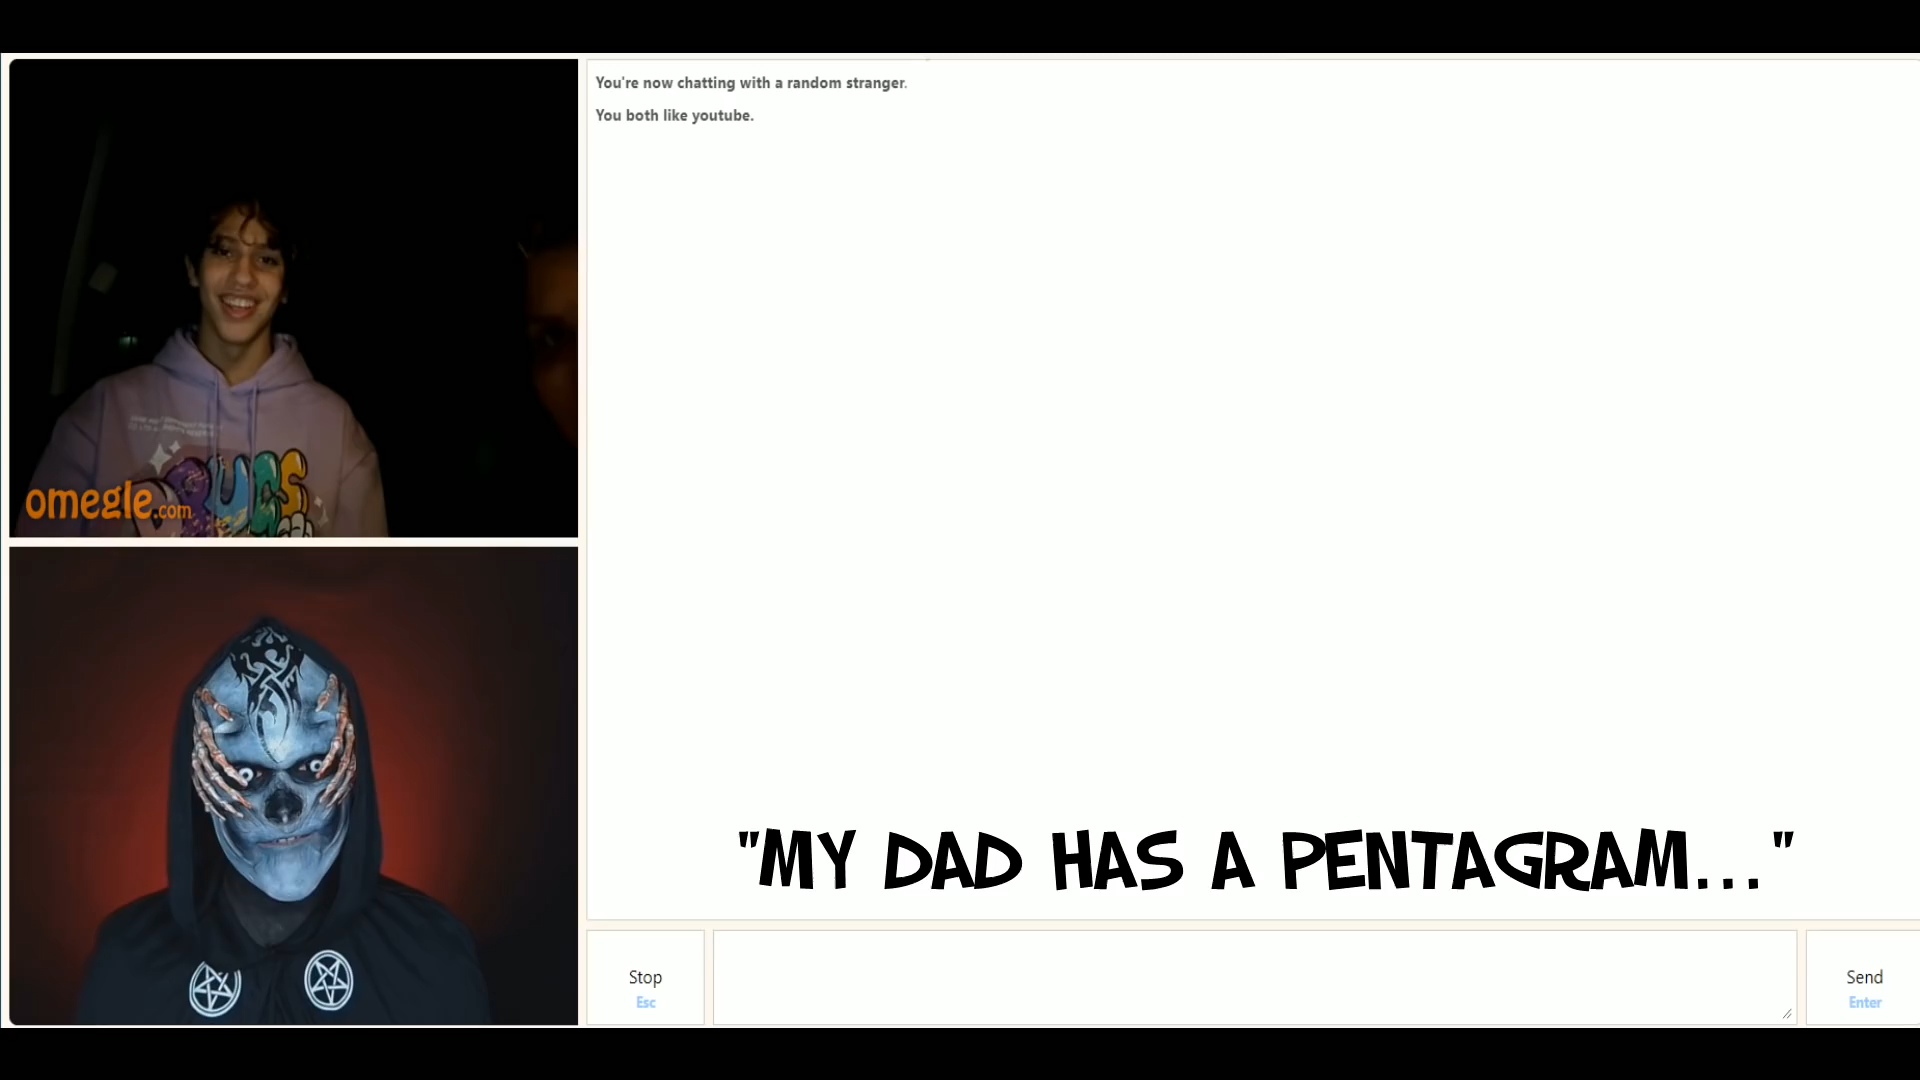 You're now chatting with a random stranger.
You both like youtube.
DRUGS
omegle.com
"MY DAD HAS A PENTAGRAM..."
Stop
Esc
Send
Enter